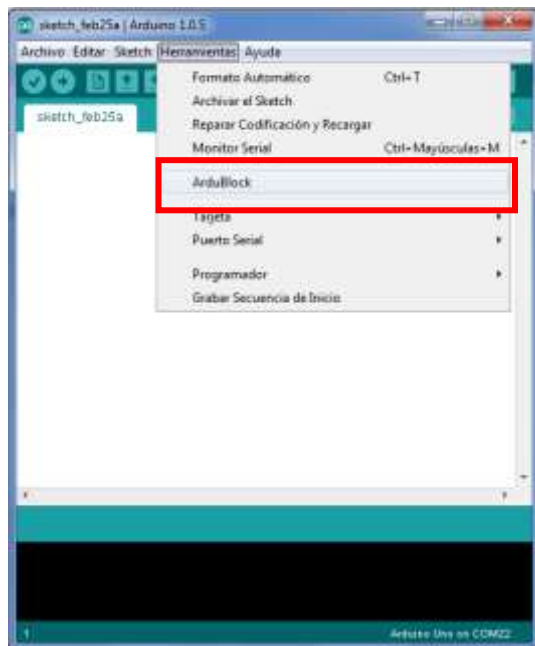 sketch_feb25a | Arduino 1.0.5
Archivo Editar Sketch Herramientas Ayuda
sketch_feb25a
Formato Automático Ctrl+T
Archivar el Sketch
Reparar Codificación y Recargar
Monitor Serial Ctrl+Mayúsculas+M
ArduBlock
Tarjeta
Puerto Serial
Programador
Grabar Secuencia de Inicio
1 Arduino Uno on COM22